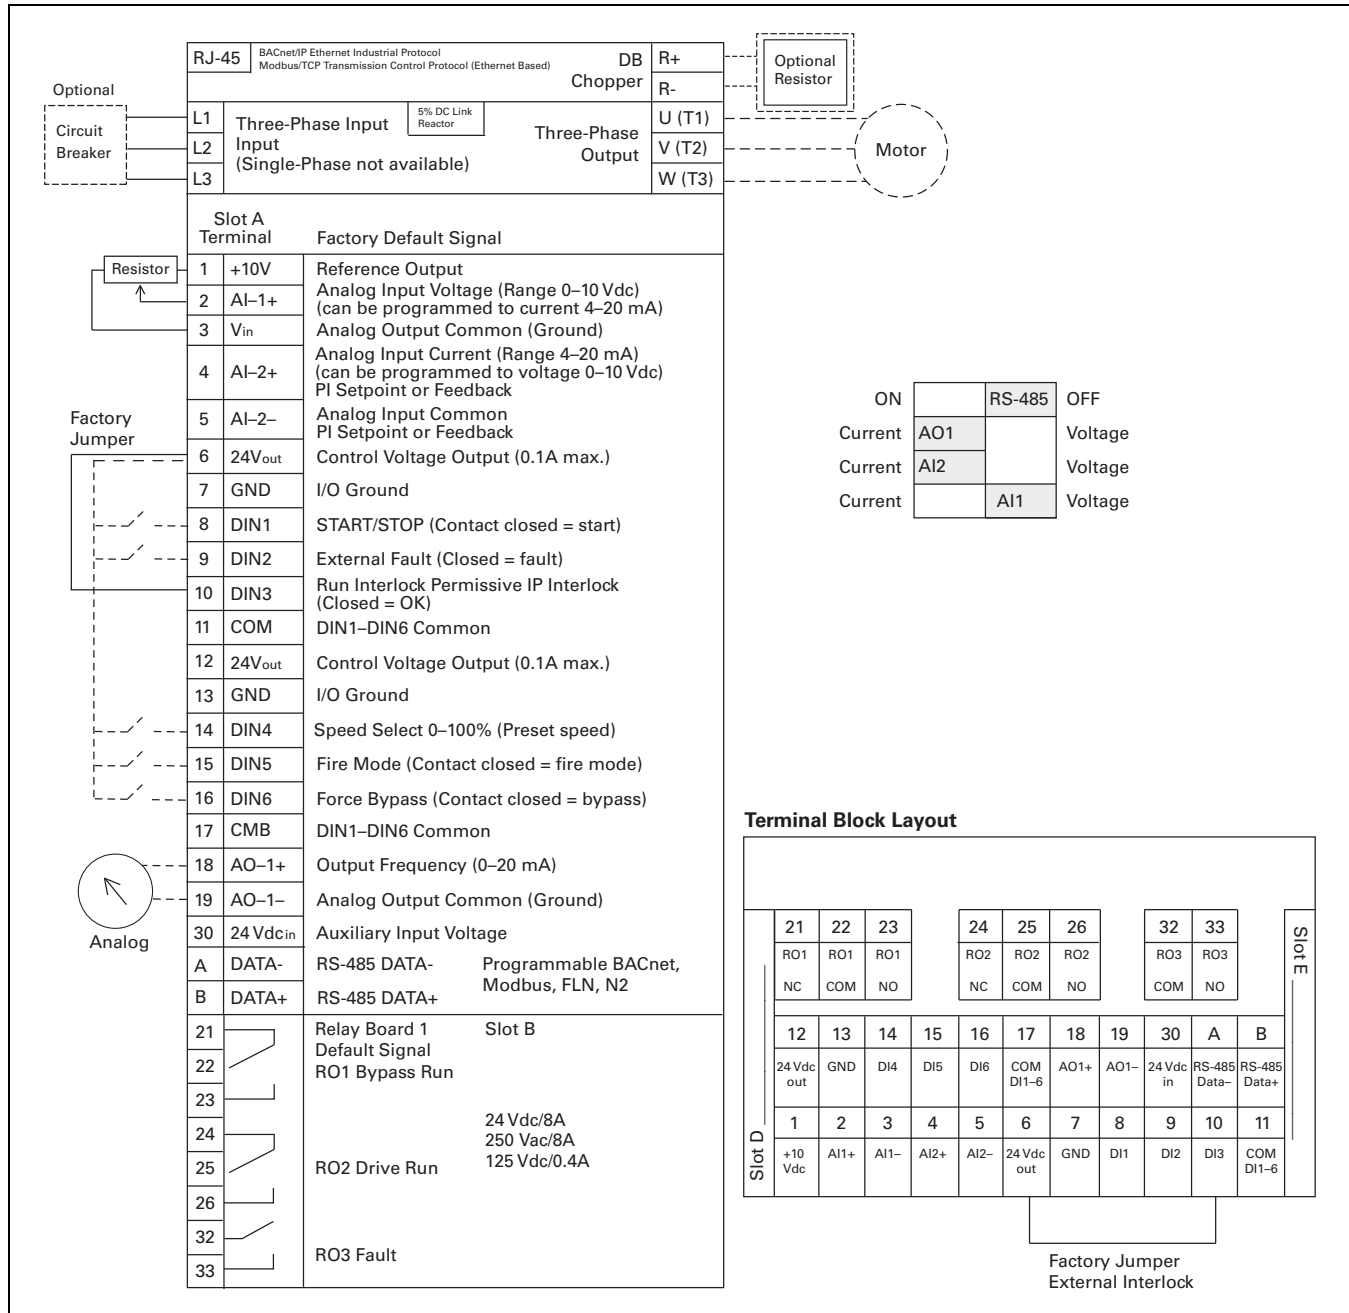 RJ-45 BACnet/IP Ethernet Industrial Protocol
Modbus/TCP Transmission Control Protocol (Ethernet Based)
DB
Chopper
R+
R-
Optional
Resistor
Optional
Circuit
Breaker
L1
L2
L3
Three-Phase Input
Input
(Single-Phase not available)
5% DC Link
Reactor
Three-Phase
Output
U (T1)
V (T2)
W (T3)
Motor
Slot A
Terminal Factory Default Signal
Resistor
1 +10V Reference Output
2 AI–1+ Analog Input Voltage (Range 0–10 Vdc)
(can be programmed to current 4–20 mA)
3 Vin Analog Output Common (Ground)
4 AI–2+ Analog Input Current (Range 4–20 mA)
(can be programmed to voltage 0–10 Vdc)
PI Setpoint or Feedback
5 AI–2– Analog Input Common
PI Setpoint or Feedback
Factory
Jumper
6 24Vout Control Voltage Output (0.1A max.)
7 GND I/O Ground
8 DIN1 START/STOP (Contact closed = start)
9 DIN2 External Fault (Closed = fault)
10 DIN3 Run Interlock Permissive IP Interlock
(Closed = OK)
11 COM DIN1–DIN6 Common
12 24Vout Control Voltage Output (0.1A max.)
13 GND I/O Ground
14 DIN4 Speed Select 0–100% (Preset speed)
15 DIN5 Fire Mode (Contact closed = fire mode)
16 DIN6 Force Bypass (Contact closed = bypass)
17 CMB DIN1–DIN6 Common
18 AO–1+ Output Frequency (0–20 mA)
19 AO–1– Analog Output Common (Ground)
Analog
30 24 Vdc in Auxiliary Input Voltage
A DATA- RS-485 DATA-
B DATA+ RS-485 DATA+
Programmable BACnet,
Modbus, FLN, N2
21
22
23
24
25
26
32
33
Relay Board 1 Slot B
Default Signal
RO1 Bypass Run
24 Vdc/8A
250 Vac/8A
125 Vdc/0.4A
RO2 Drive Run
RO3 Fault
ON RS-485 OFF
Current AO1 Voltage
Current AI2 Voltage
Current AI1 Voltage
Terminal Block Layout
Slot D
Slot E
21 22 23 24 25 26 32 33
RO1 RO1 RO1 RO2 RO2 RO2 RO3 RO3
NC COM NO NC COM NO COM NO
12 13 14 15 16 17 18 19 30 A B
24 Vdc GND DI4 DI5 DI6 COM AO1+ AO1– 24 Vdc RS-485 RS-485
out DI1–6 in Data– Data+
1 2 3 4 5 6 7 8 9 10 11
+10 AI1+ AI1– AI2+ AI2– 24 Vdc GND DI1 DI2 DI3 COM
Vdc out DI1–6
Factory Jumper
External Interlock